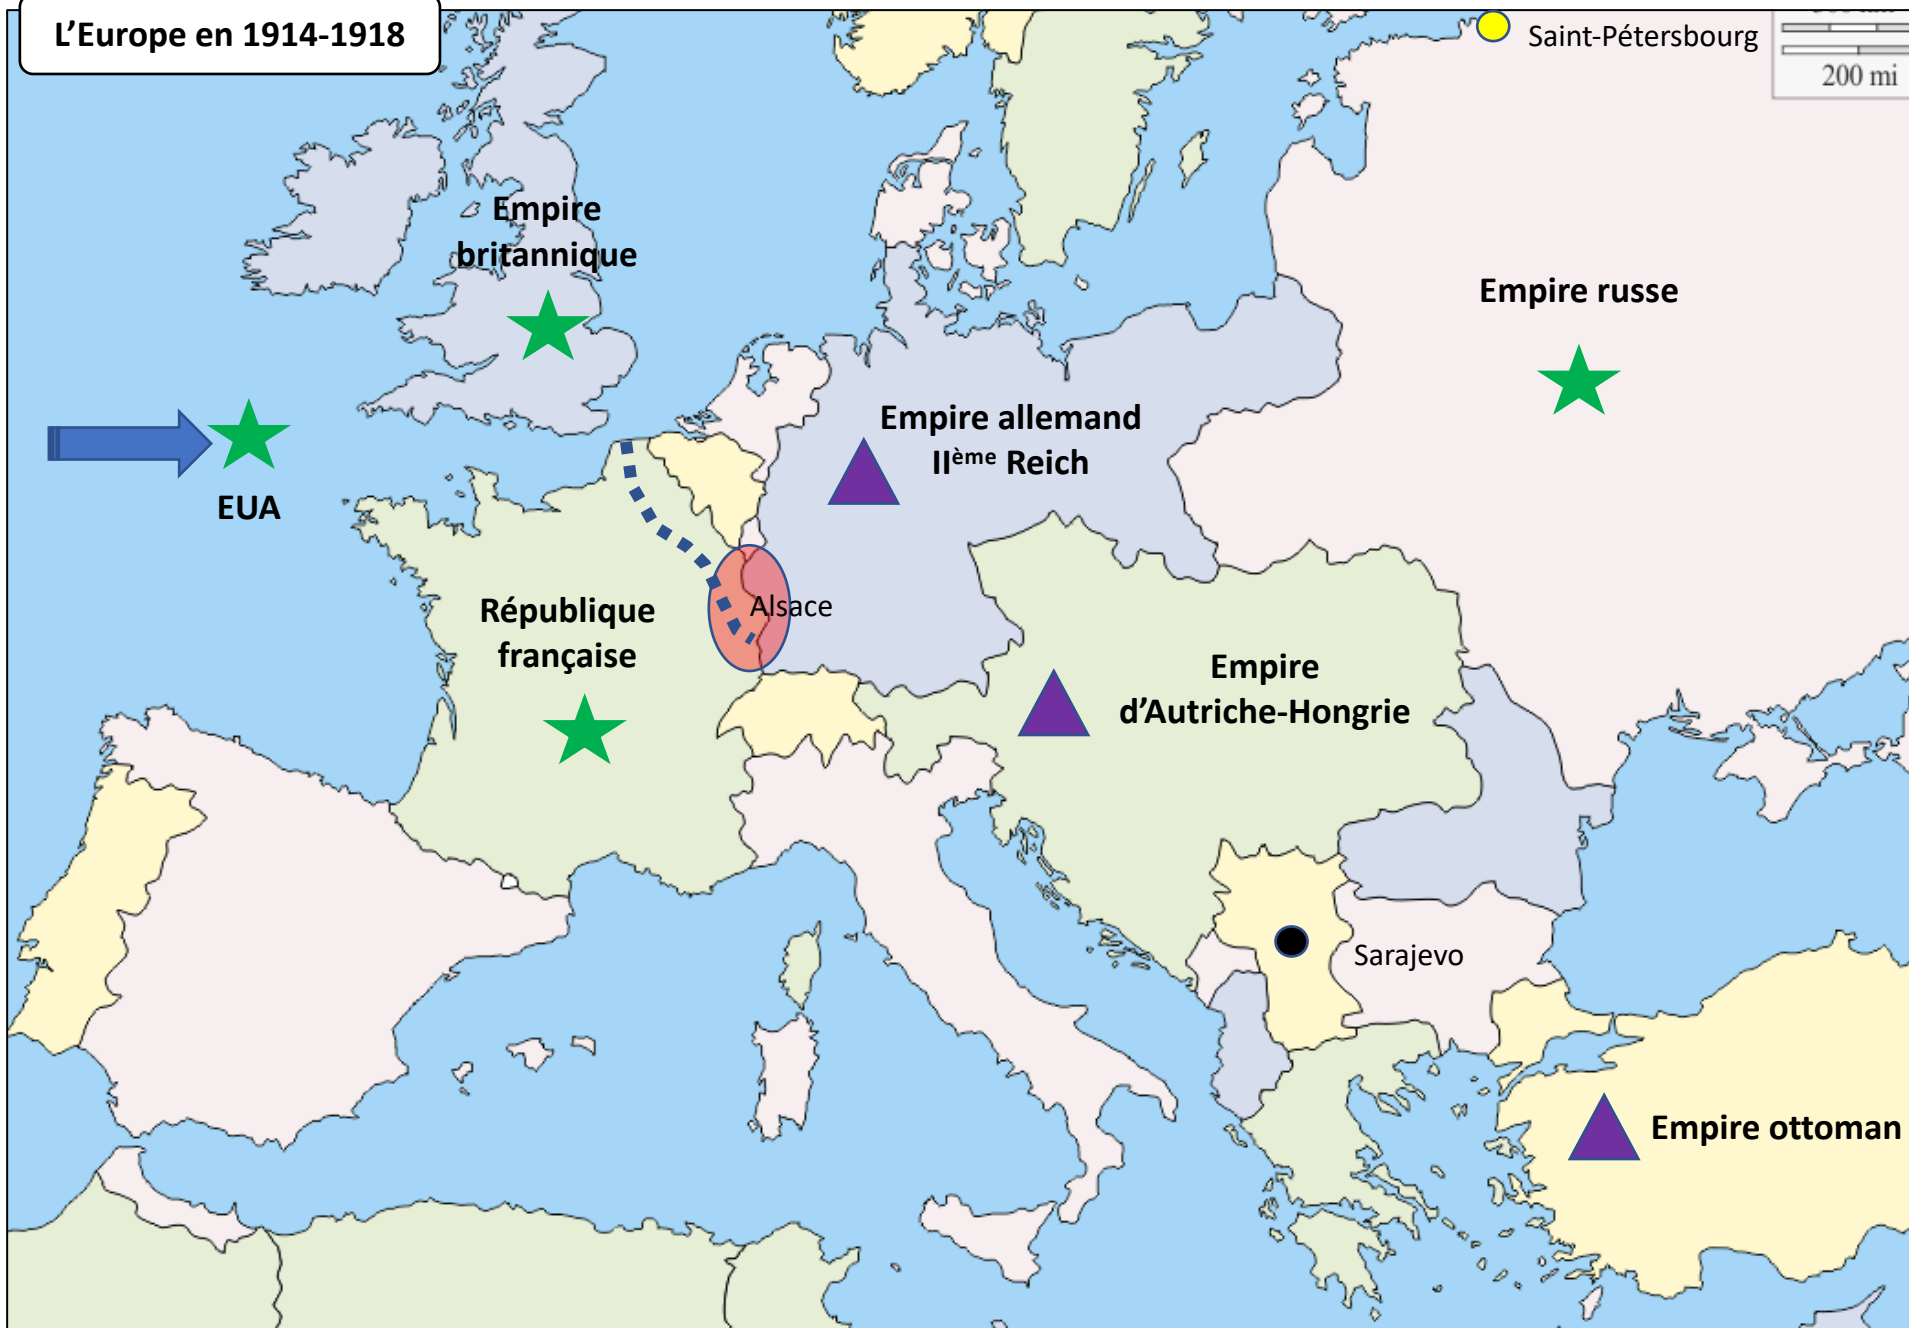 L’Europe en 1914-1918
Saint-Pétersbourg
200 mi
Empire
britannique
Empire russe
Empire allemand
IIème Reich
EUA
Alsace
République
française
Empire
d’Autriche-Hongrie
Sarajevo
Empire ottoman